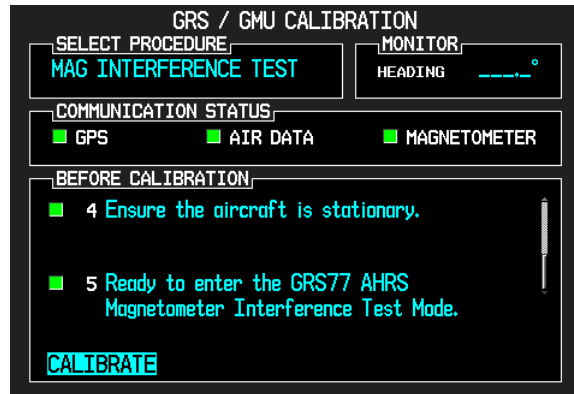 GRS / GMU CALIBRATION
SELECT PROCEDURE
MONITOR
MAG INTERFERENCE TEST
HEADING ___._°
COMMUNICATION STATUS
GPS AIR DATA MAGNETOMETER
BEFORE CALIBRATION
4 Ensure the aircraft is stationary.
5 Ready to enter the GRS77 AHRS
Magnetometer Interference Test Mode.
CALIBRATE